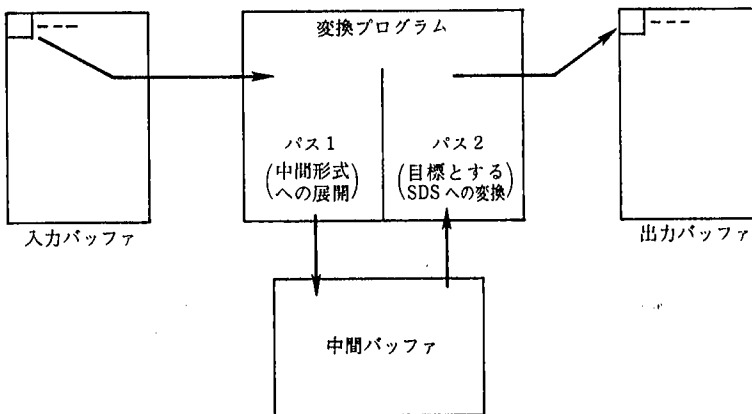 変換プログラム
パス1
(中間形式
への展開)
パス2
(目標とする
SDSへの変換)
入力バッファ
出力バッファ
中間バッファ